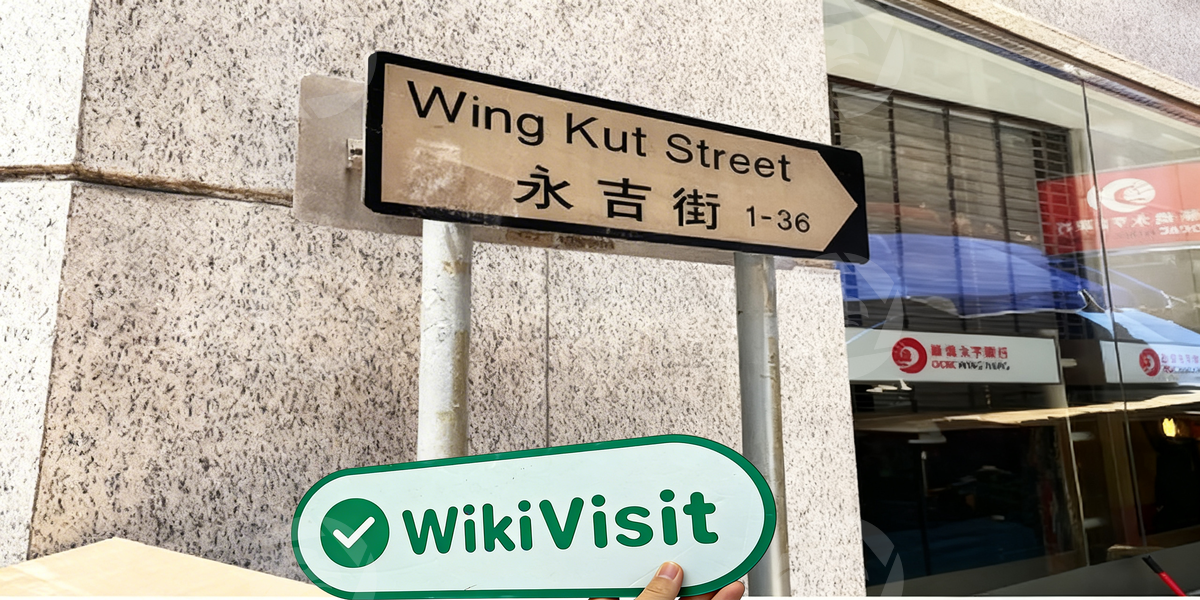 Wing Kut Street
永吉街 1-36
WikiVisit